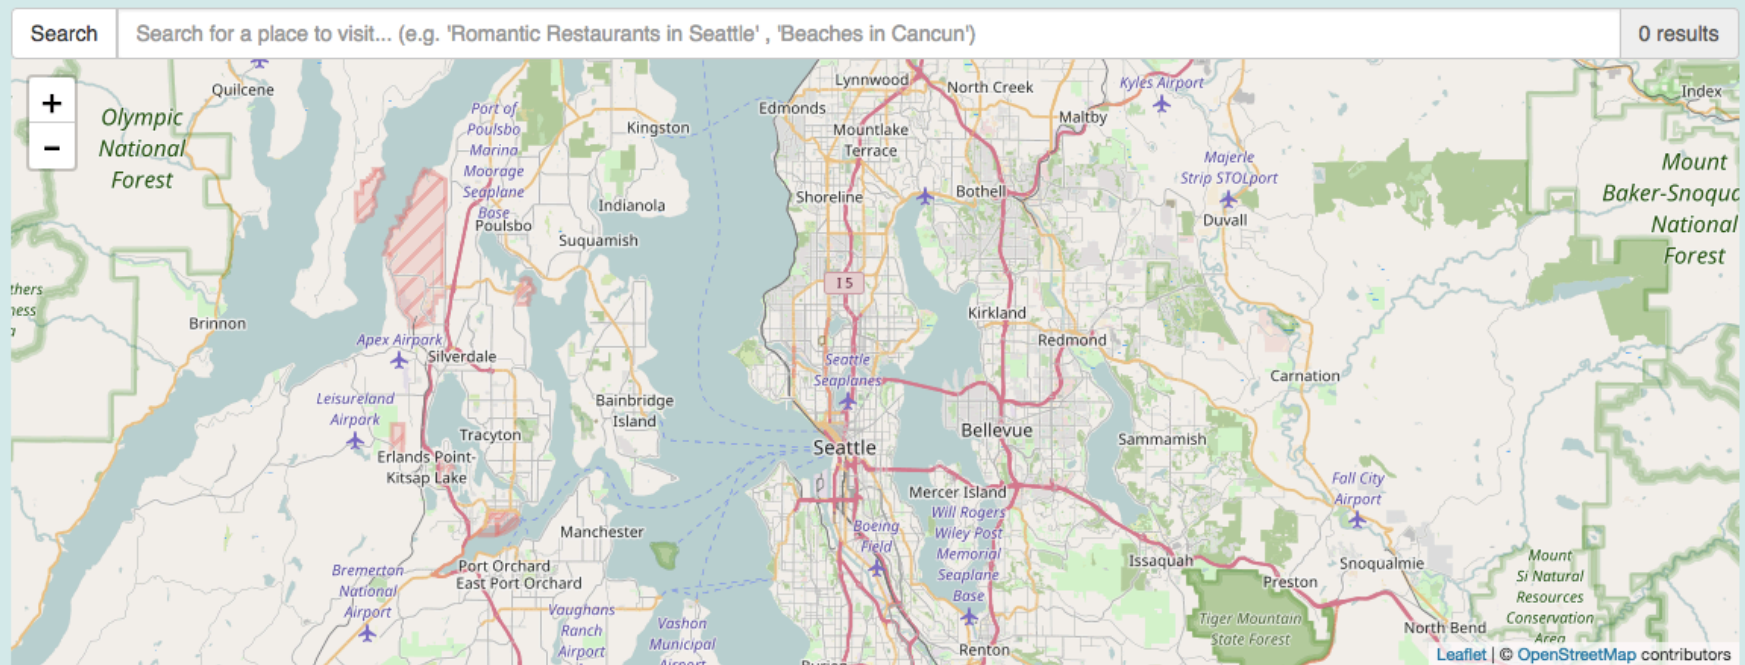 Search
Search for a place to visit... (e.g. 'Romantic Restaurants in Seattle' , 'Beaches in Cancun')
0 results
+
−
Quilcene
Olympic
National
Forest
Port of
Poulsbo
Marina
Moorage
Seaplane
Base
Poulsbo
Kingston
Indianola
Suquamish
Lynnwood
North Creek
Edmonds
Mountlake
Terrace
Maltby
Kyles Airport
Index
Majerle
Strip STOLport
Duvall
Mount
Baker-Snoqua
National
Forest
Shoreline
Bothell
I 5
Brinnon
Apex Airpark
Silverdale
Kirkland
Redmond
Carnation
Leisureland
Airpark
Tracyton
Erlands Point-
Kitsap Lake
Bainbridge
Island
Seattle
Seaplanes
Seattle
Bellevue
Sammamish
Mercer Island
Will Rogers
Wiley Post
Memorial
Seaplane
Base
Boeing
Field
Fall City
Airport
Manchester
Port Orchard
East Port Orchard
Bremerton
National
Airport
Vaughans
Ranch
Airport
Vashon
Municipal
Airport
Issaquah
Preston
Snoqualmie
Tiger Mountain
State Forest
Mount
Si Natural
Resources
Conservation
Area
North Bend
Renton
Leaflet | © OpenStreetMap contributors